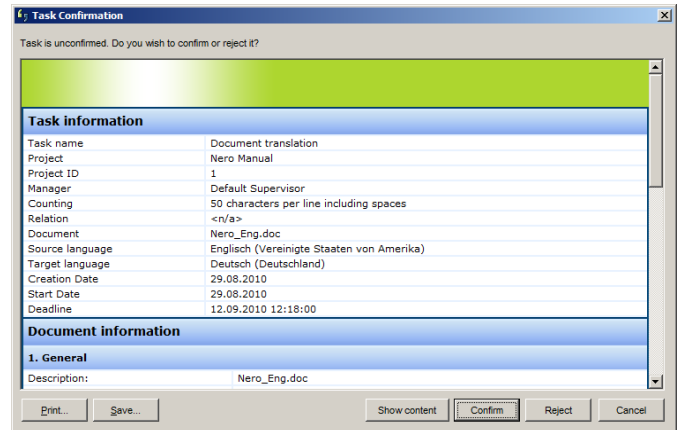 Task Confirmation
Task is unconfirmed. Do you wish to confirm or reject it?
Task information
Task name Document translation
Project Nero Manual
Project ID 1
Manager Default Supervisor
Counting 50 characters per line including spaces
Relation <n/a>
Document Nero_Eng.doc
Source language Englisch (Vereinigte Staaten von Amerika)
Target language Deutsch (Deutschland)
Creation Date 29.08.2010
Start Date 29.08.2010
Deadline 12.09.2010 12:18:00
Document information
1. General
Description: Nero_Eng.doc
Print... Save... Show content Confirm Reject Cancel